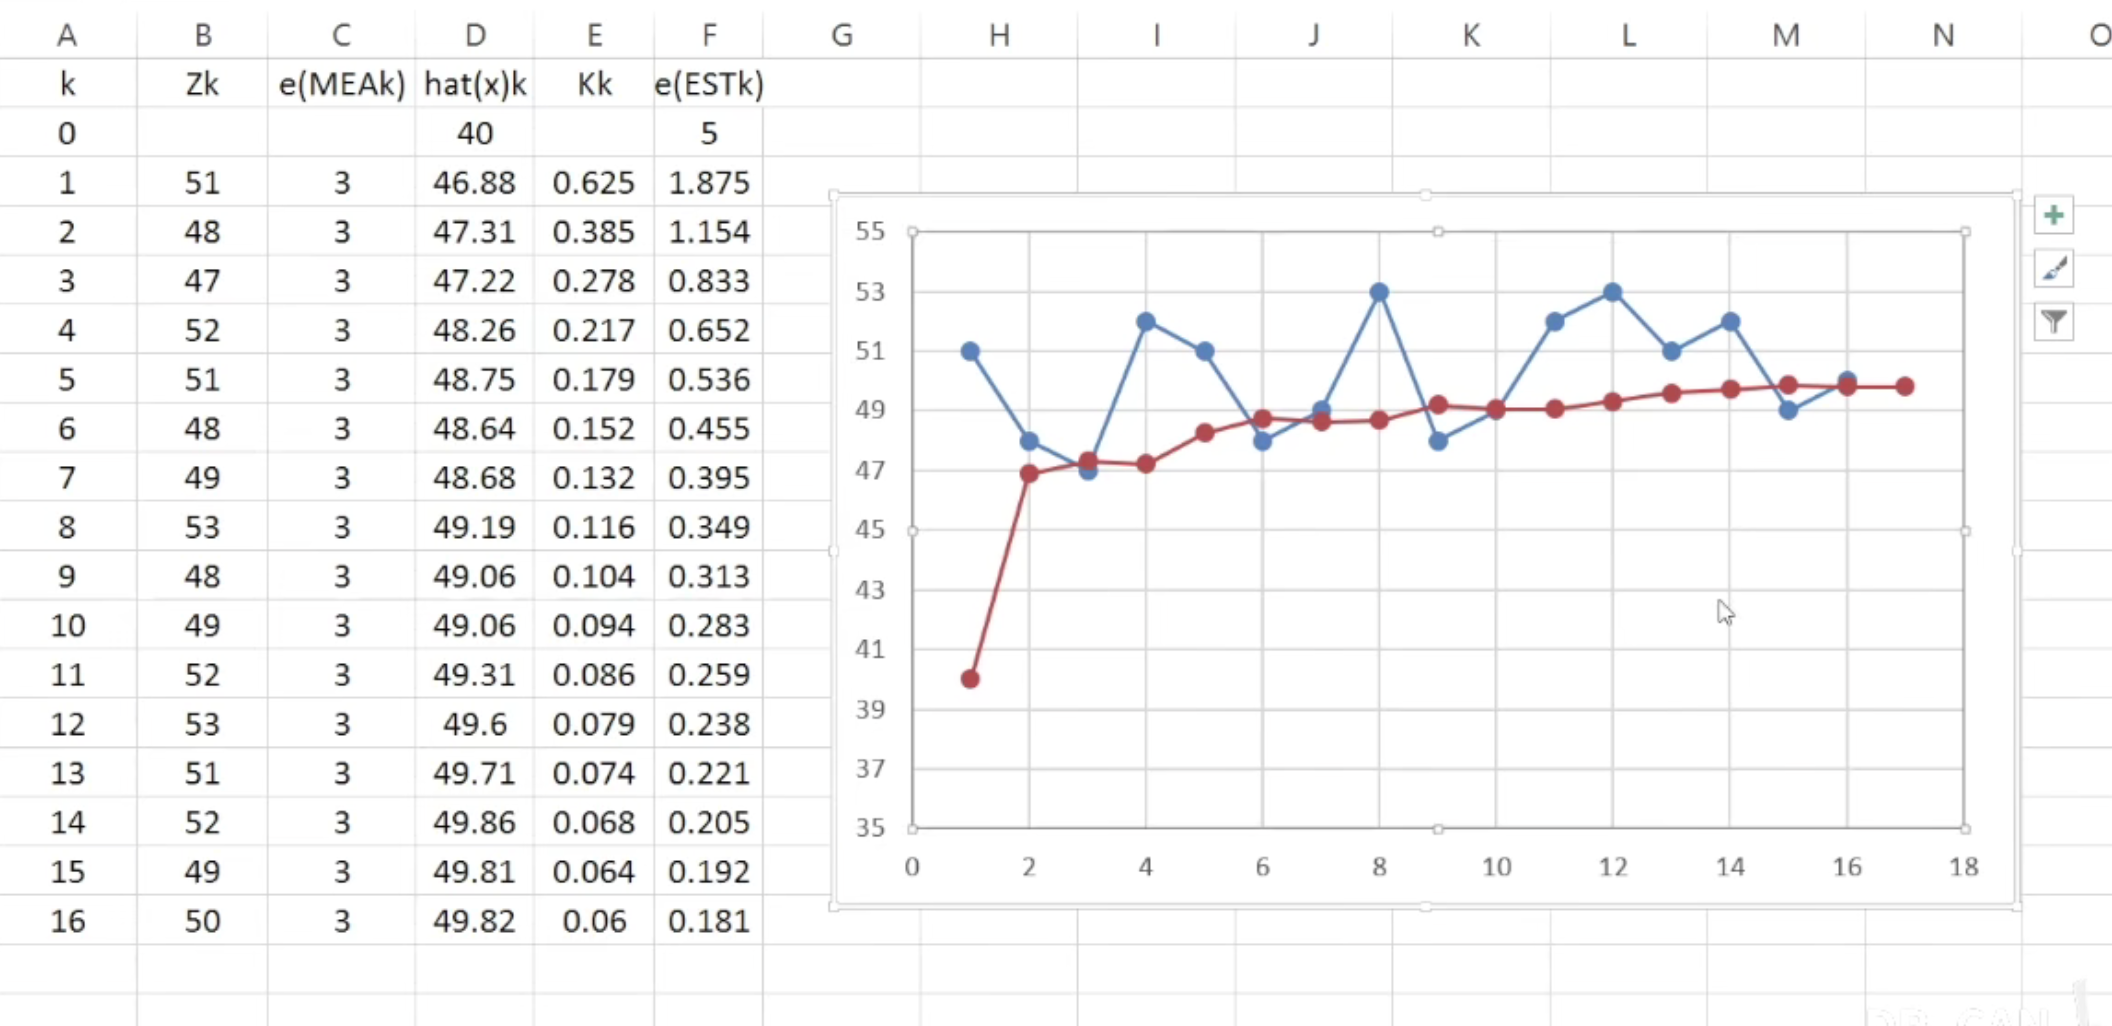 A B C D E F G H I J K L M N O
k Zk e(MEAk) hat(x)k Kk e(ESTk)
0 40 5
1 51 3 46.88 0.625 1.875
2 48 3 47.31 0.385 1.154
3 47 3 47.22 0.278 0.833
4 52 3 48.26 0.217 0.652
5 51 3 48.75 0.179 0.536
6 48 3 48.64 0.152 0.455
7 49 3 48.68 0.132 0.395
8 53 3 49.19 0.116 0.349
9 48 3 49.06 0.104 0.313
10 49 3 49.06 0.094 0.283
11 52 3 49.31 0.086 0.259
12 53 3 49.6 0.079 0.238
13 51 3 49.71 0.074 0.221
14 52 3 49.86 0.068 0.205
15 49 3 49.81 0.064 0.192
16 50 3 49.82 0.06 0.181
55
53
51
49
47
45
43
41
39
37
35
0 2 4 6 8 10 12 14 16 18